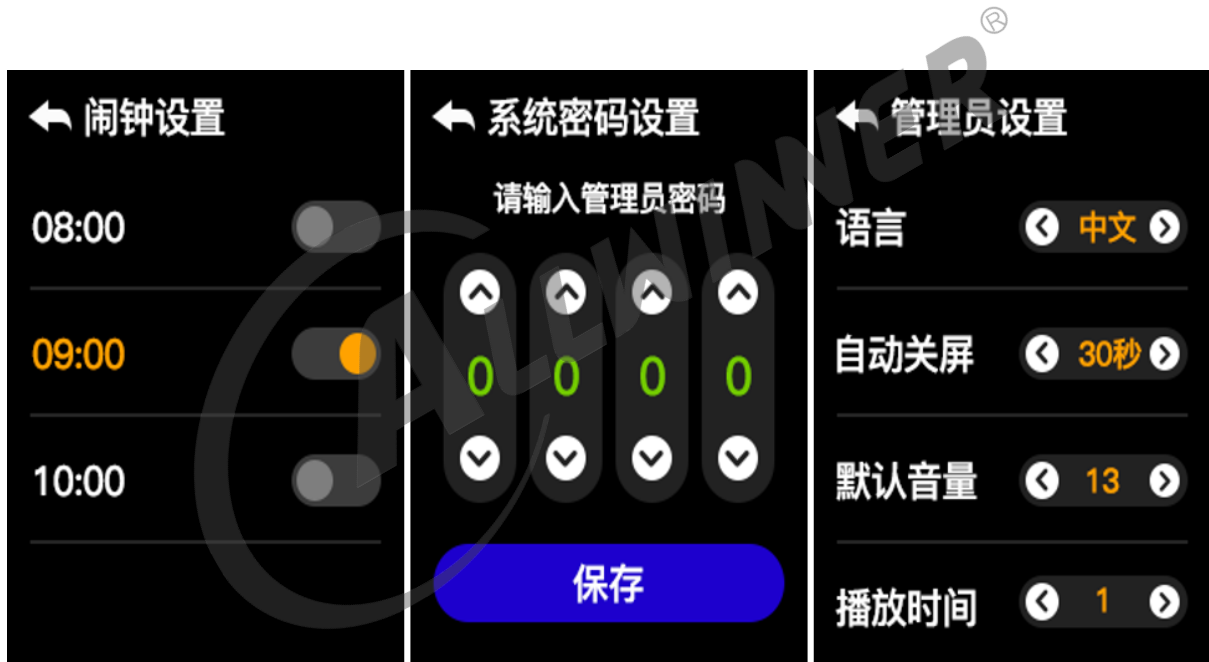 闹钟设置
08:00
09:00
10:00
系统密码设置
请输入管理员密码
0 0 0 0
保存
管理员设置
语言 中文
自动关屏 30秒
默认音量 13
播放时间 1
ALLWINNER®